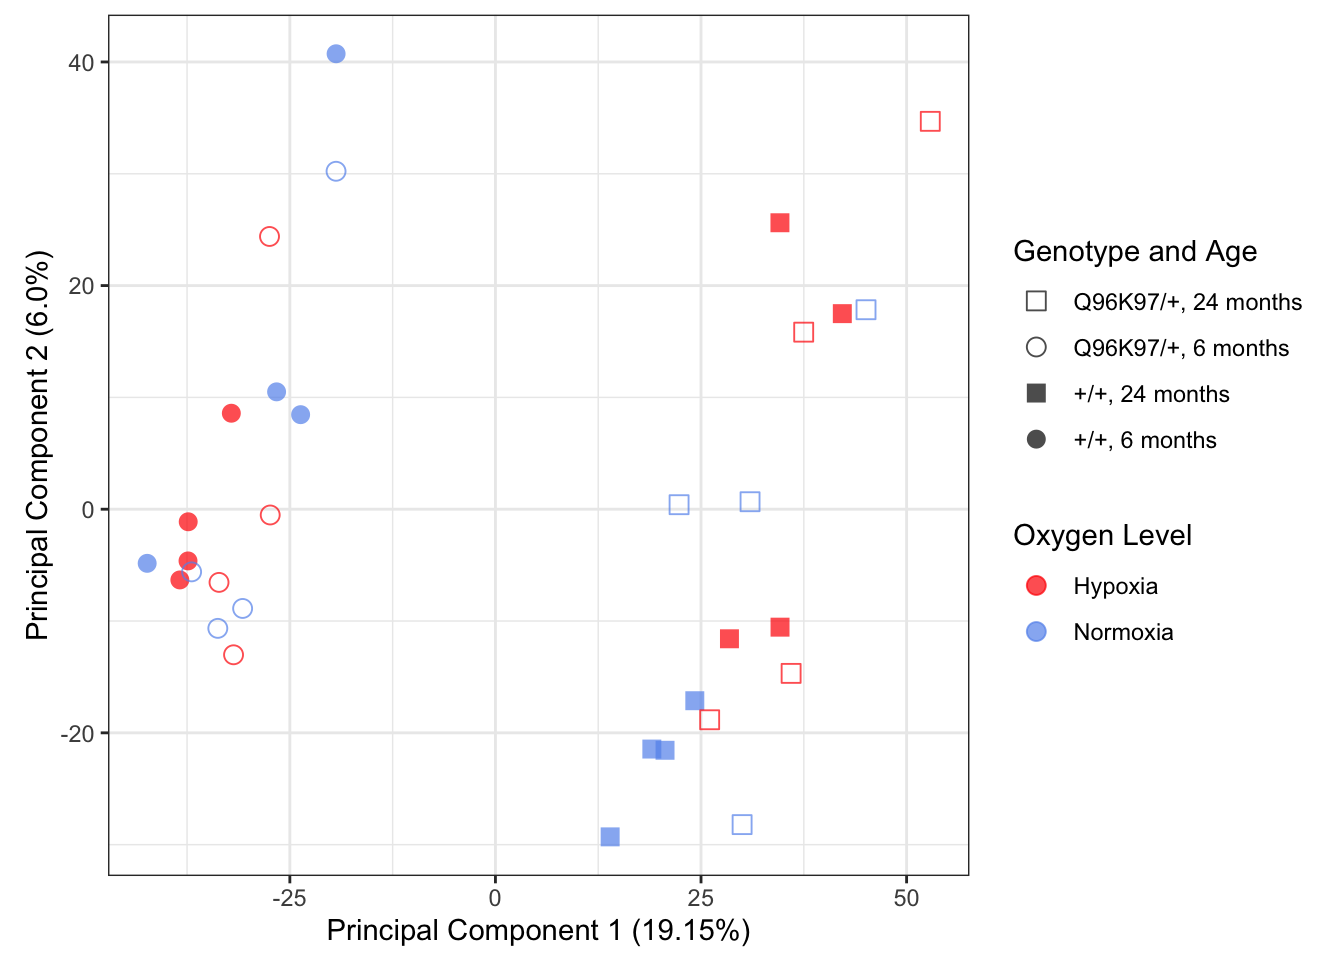 40
20
0
-20
-25
0
25
50
Principal Component 1 (19.15%)
Principal Component 2 (6.0%)
Genotype and Age
Q96K97/+, 24 months
Q96K97/+, 6 months
+/+, 24 months
+/+, 6 months
Oxygen Level
Hypoxia
Normoxia